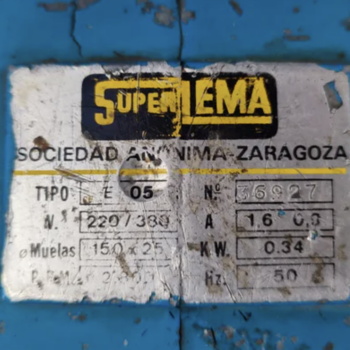 SUPER LEMA
SOCIEDAD ANONIMA-ZARAGOZA
TIPO E 05 Nº 36927
V. 220/380 A 1,6 0,8
ø Muelas 150 x 25 K W. 0.34
Hz. 50